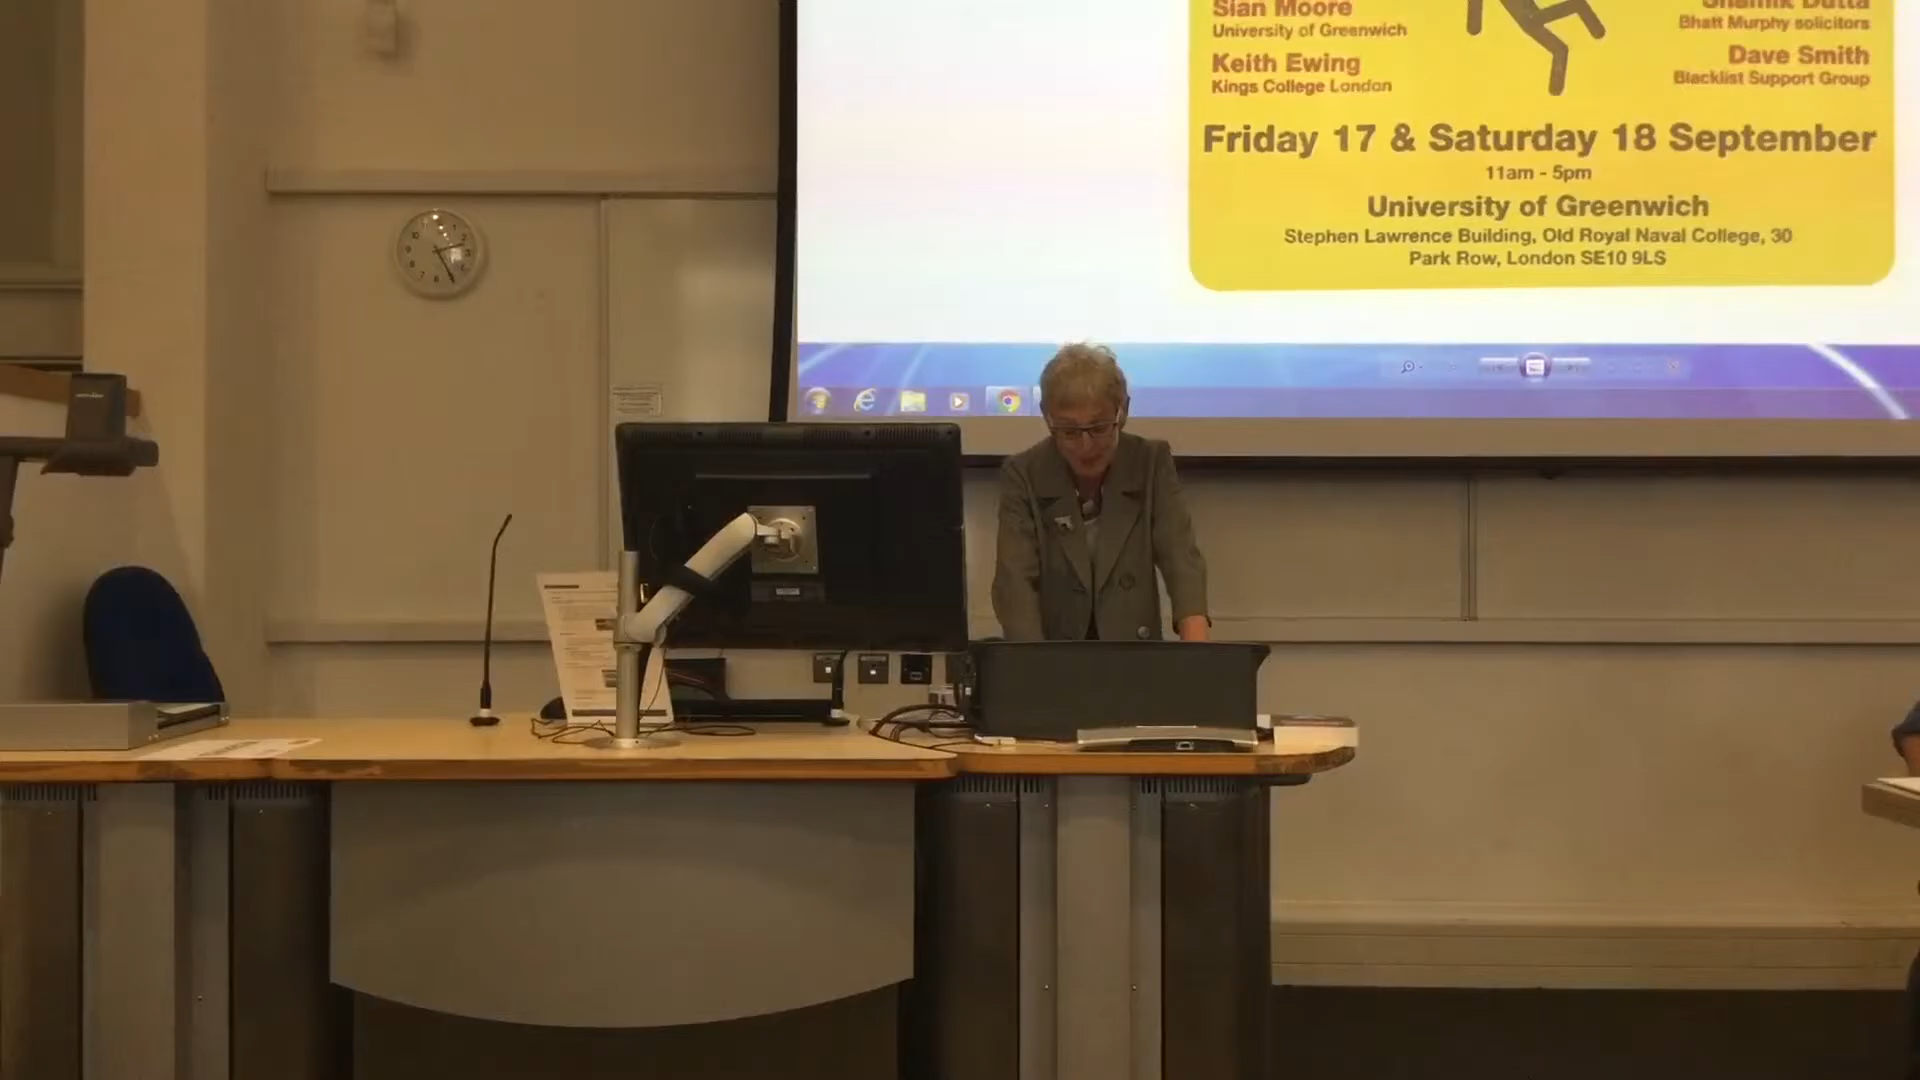 Sian Moore
University of Greenwich
Keith Ewing
Kings College London
Shamik Dutta
Bhatt Murphy solicitors
Dave Smith
Blacklist Support Group
Friday 17 & Saturday 18 September
11am - 5pm
University of Greenwich
Stephen Lawrence Building, Old Royal Naval College, 30
Park Row, London SE10 9LS